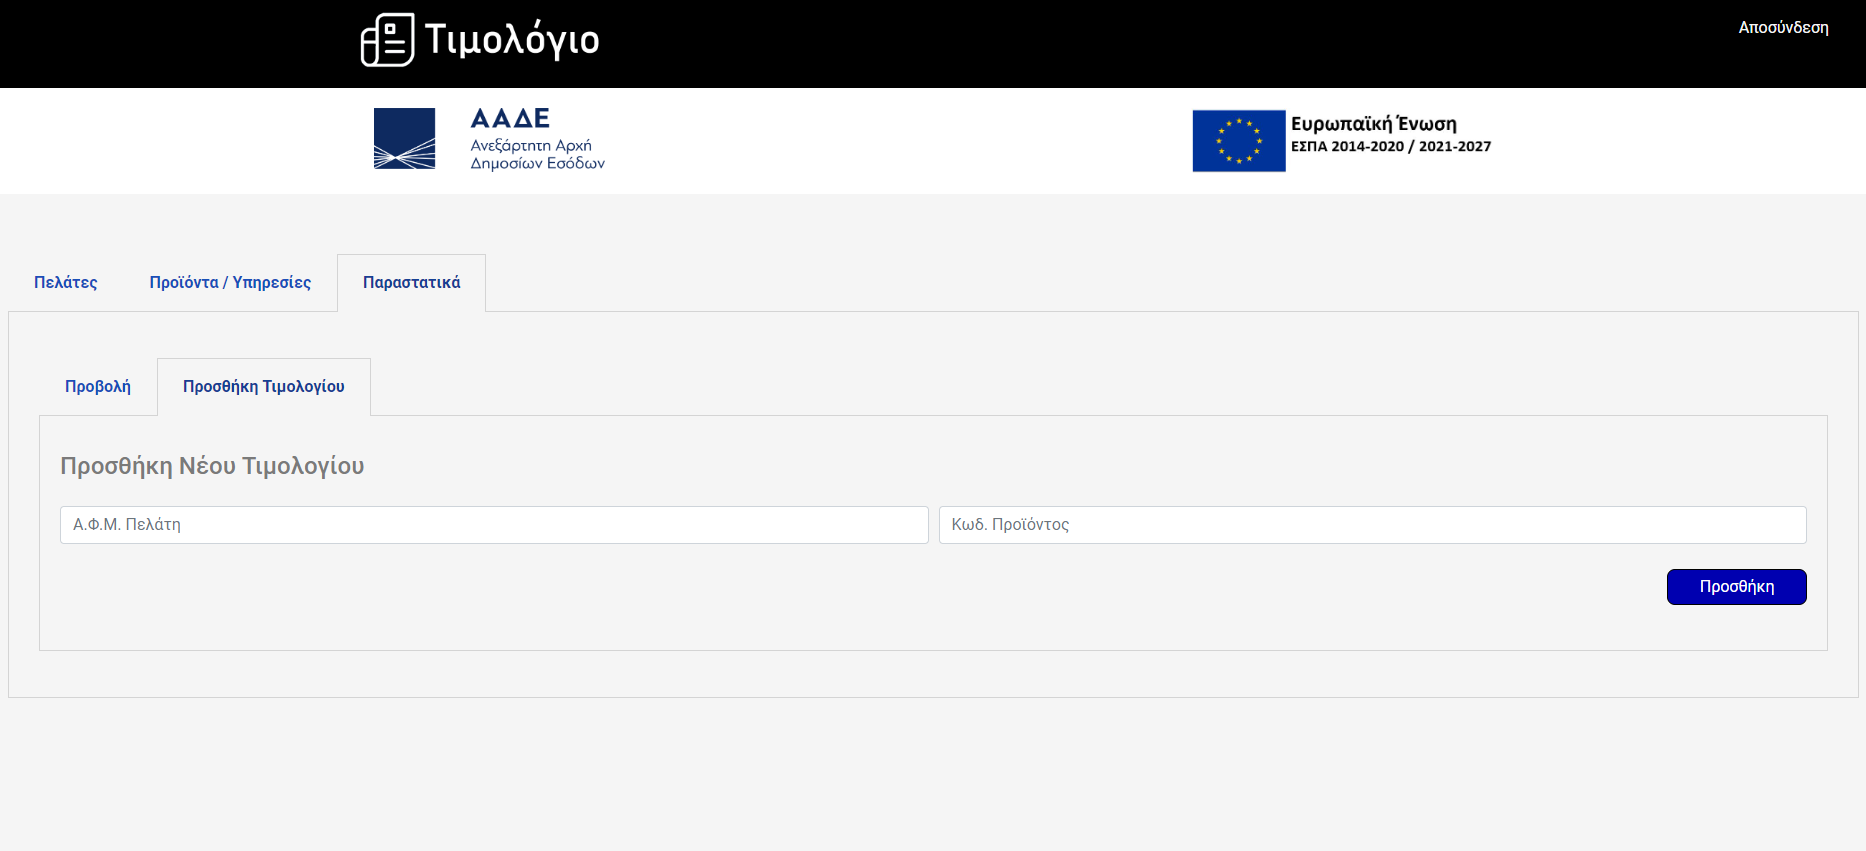 Τιμολόγιο
Αποσύνδεση
ΑΑΔΕ
Ανεξάρτητη Αρχή
Δημοσίων Εσόδων
Ευρωπαϊκή Ένωση
ΕΣΠΑ 2014-2020 / 2021-2027
Πελάτες
Προϊόντα / Υπηρεσίες
Παραστατικά
Προβολή
Προσθήκη Τιμολογίου
Προσθήκη Νέου Τιμολογίου
Α.Φ.Μ. Πελάτη
Κωδ. Προϊόντος
Προσθήκη